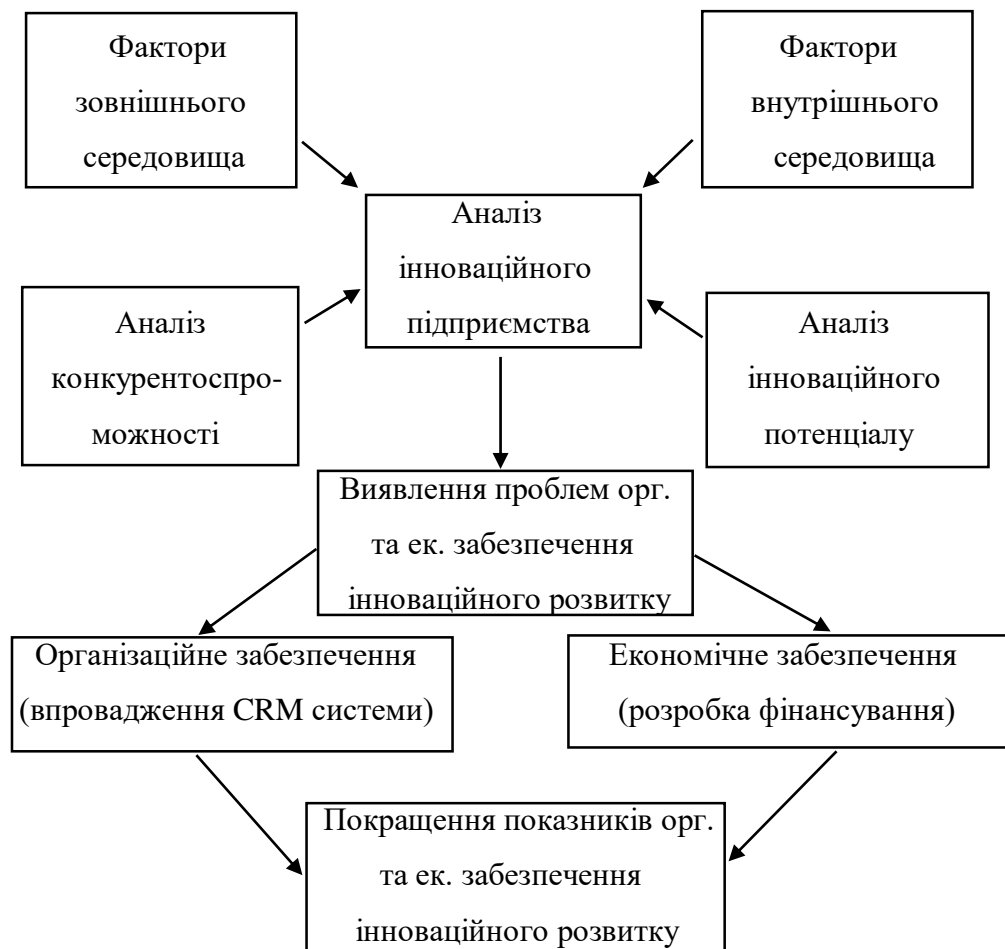 Фактори
зовнішнього
середовища
Фактори
внутрішнього
середовища
Аналіз
інноваційного
підприємства
Аналіз
конкурентоспро-
можності
Аналіз
інноваційного
потенціалу
Виявлення проблем орг.
та ек. забезпечення
інноваційного розвитку
Організаційне забезпечення
(впровадження CRM системи)
Економічне забезпечення
(розробка фінансування)
Покращення показників орг.
та ек. забезпечення
інноваційного розвитку